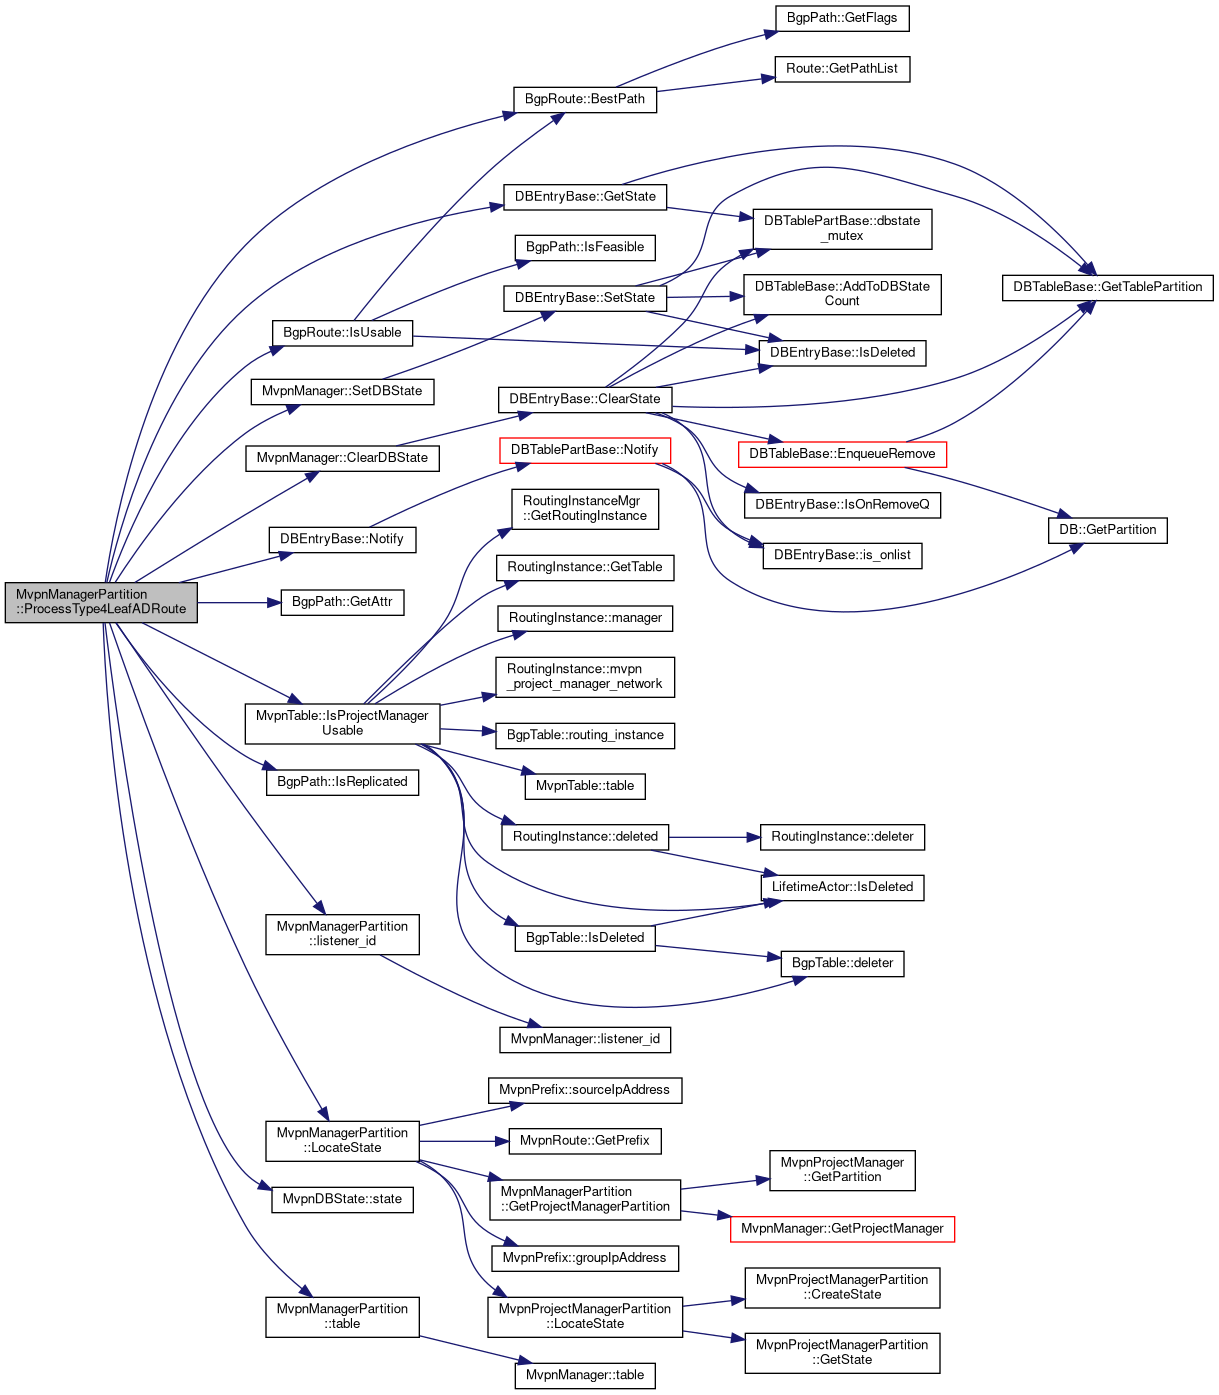 BgpPath::GetFlags
Route::GetPathList
BgpRoute::BestPath
DBEntryBase::GetState
DBTablePartBase::dbstate
_mutex
BgpPath::IsFeasible
DBTableBase::AddToDBState
Count
DBTableBase::GetTablePartition
DBEntryBase::SetState
BgpRoute::IsUsable
DBEntryBase::IsDeleted
MvpnManager::SetDBState
DBEntryBase::ClearState
MvpnManager::ClearDBState
DBTablePartBase::Notify
DBTableBase::EnqueueRemove
DBEntryBase::IsOnRemoveQ
RoutingInstanceMgr
::GetRoutingInstance
DBEntryBase::Notify
DB::GetPartition
DBEntryBase::is_onlist
RoutingInstance::GetTable
MvpnManagerPartition
::ProcessType4LeafADRoute
BgpPath::GetAttr
RoutingInstance::manager
RoutingInstance::mvpn
_project_manager_network
MvpnTable::IsProjectManager
Usable
BgpTable::routing_instance
BgpPath::IsReplicated
MvpnTable::table
RoutingInstance::deleted
RoutingInstance::deleter
LifetimeActor::IsDeleted
MvpnManagerPartition
::listener_id
BgpTable::IsDeleted
BgpTable::deleter
MvpnManager::listener_id
MvpnPrefix::sourceIpAddress
MvpnManagerPartition
::LocateState
MvpnRoute::GetPrefix
MvpnProjectManager
::GetPartition
MvpnDBState::state
MvpnManagerPartition
::GetProjectManagerPartition
MvpnManager::GetProjectManager
MvpnPrefix::groupIpAddress
MvpnProjectManagerPartition
::CreateState
MvpnManagerPartition
::table
MvpnProjectManagerPartition
::LocateState
MvpnProjectManagerPartition
::GetState
MvpnManager::table